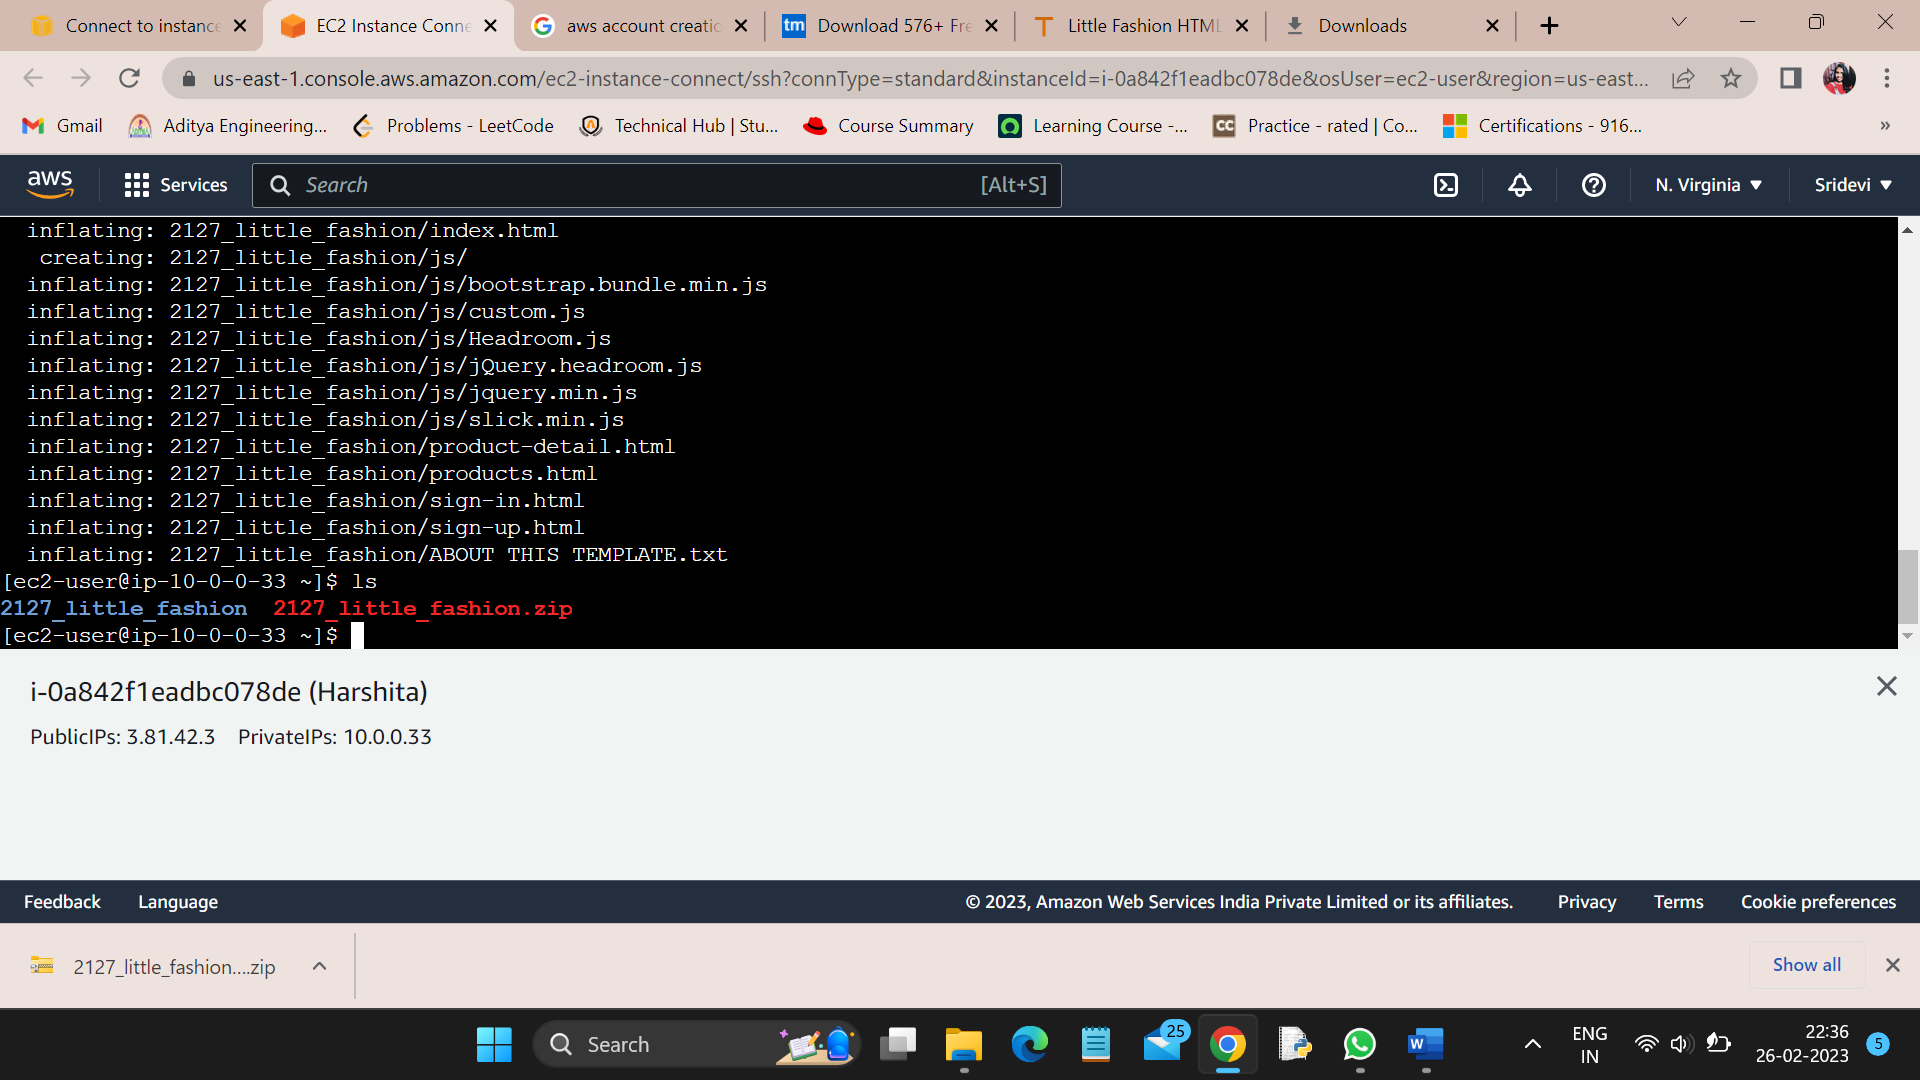 Connect to instance
EC2 Instance Conne
aws account creatio
tm Download 576+ Fre
Little Fashion HTML
Downloads
us-east-1.console.aws.amazon.com/ec2-instance-connect/ssh?connType=standard&instanceId=i-0a842f1eadbc078de&osUser=ec2-user&region=us-east...
Gmail
Aditya Engineering...
Problems - LeetCode
Technical Hub | Stu...
Course Summary
Learning Course -...
CC Practice - rated | Co...
Certifications - 916...
»
aws
Services
Search [Alt+S]
N. Virginia
Sridevi
inflating: 2127_little_fashion/index.html
creating: 2127_little_fashion/js/
inflating: 2127_little_fashion/js/bootstrap.bundle.min.js
inflating: 2127_little_fashion/js/custom.js
inflating: 2127_little_fashion/js/Headroom.js
inflating: 2127_little_fashion/js/jQuery.headroom.js
inflating: 2127_little_fashion/js/jquery.min.js
inflating: 2127_little_fashion/js/slick.min.js
inflating: 2127_little_fashion/product-detail.html
inflating: 2127_little_fashion/products.html
inflating: 2127_little_fashion/sign-in.html
inflating: 2127_little_fashion/sign-up.html
inflating: 2127_little_fashion/ABOUT THIS TEMPLATE.txt
[ec2-user@ip-10-0-0-33 ~]$ ls
2127_little_fashion 2127_little_fashion.zip
[ec2-user@ip-10-0-0-33 ~]$
i-0a842f1eadbc078de (Harshita)
PublicIPs: 3.81.42.3 PrivateIPs: 10.0.0.33
Feedback Language © 2023, Amazon Web Services India Private Limited or its affiliates. Privacy Terms Cookie preferences
2127_little_fashion....zip
Show all
Search
25
W
ENG
IN
22:36
26-02-2023
5